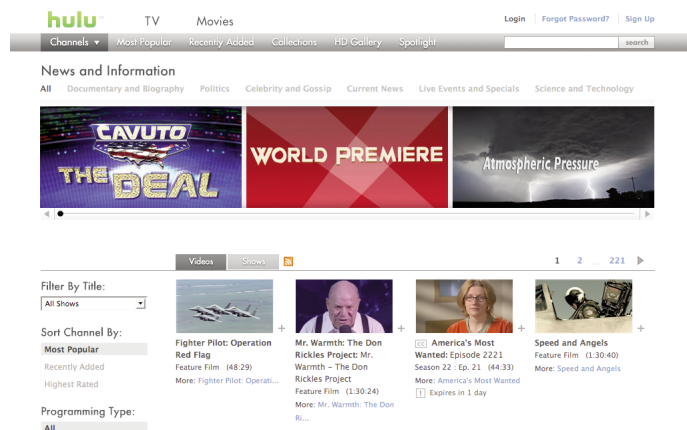 hulu™ TV Movies
Login Forgot Password? Sign Up
Channels ▼ Most Popular Recently Added Collections HD Gallery Spotlight search
News and Information
All Documentary and Biography Politics Celebrity and Gossip Current News Live Events and Specials Science and Technology
CAVUTO
THE DEAL
WORLD PREMIERE
Atmospheric Pressure
Videos Shows 1 2 ... 221
Filter By Title:
All Shows
Sort Channel By:
Most Popular
Recently Added
Highest Rated
Programming Type:
All
Fighter Pilot: Operation
Red Flag
Feature Film (48:29)
More: Fighter Pilot: Operati...
Mr. Warmth: The Don
Rickles Project: Mr.
Warmth - The Don
Rickles Project
Feature Film (1:30:24)
More: Mr. Warmth: The Don
Ri...
CC America's Most
Wanted: Episode 2221
Season 22 : Ep. 21 (44:33)
More: America's Most Wanted
! Expires in 1 day
Speed and Angels
Feature Film (1:30:40)
More: Speed and Angels